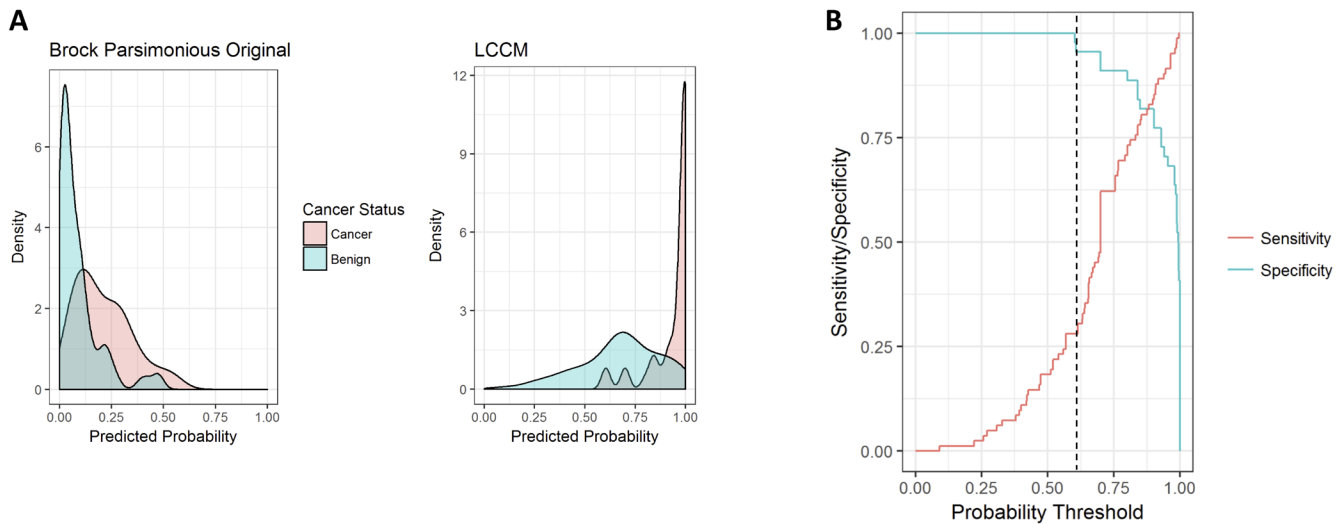 A
Brock Parsimonious Original
Density
6
4
2
0
0.00 0.25 0.50 0.75 1.00
Predicted Probability
Cancer Status
Cancer
Benign
LCCM
Density
12
9
6
3
0
0.00 0.25 0.50 0.75 1.00
Predicted Probability
B
Sensitivity/Specificity
1.00
0.75
0.50
0.25
0.00
0.00 0.25 0.50 0.75 1.00
Probability Threshold
Sensitivity
Specificity